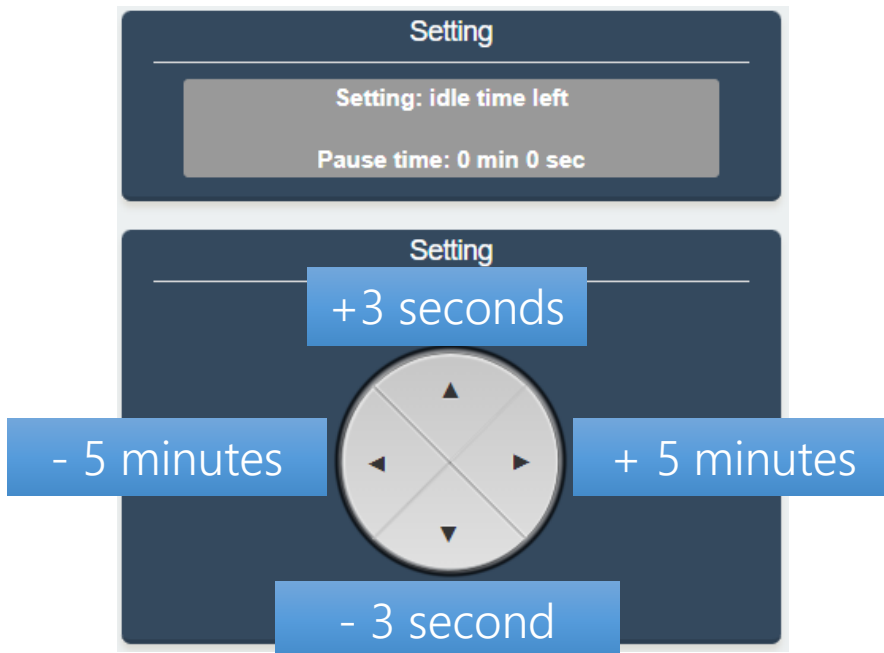 Setting
Setting: idle time left
Pause time: 0 min 0 sec
Setting
+3 seconds
- 5 minutes
+ 5 minutes
- 3 second